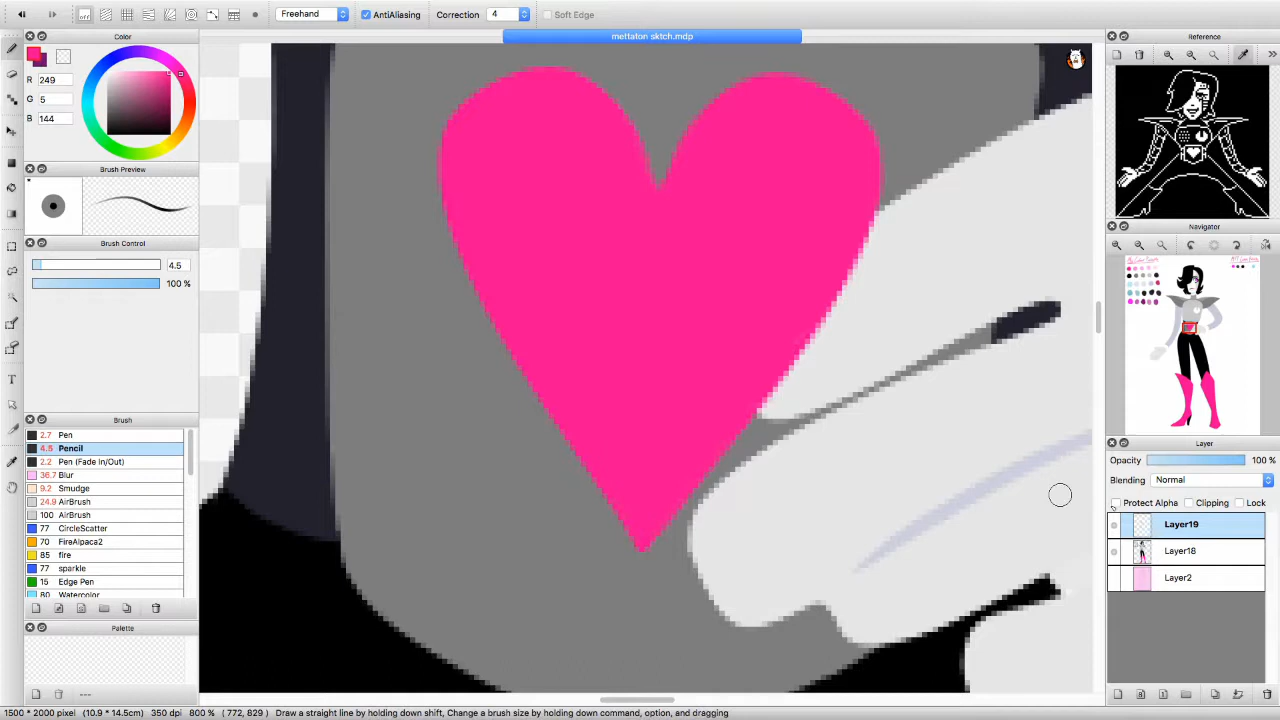 off
Freehand
AntiAliasing
Correction 4
Soft Edge
Color
mettaton sktch.mdp
Reference
R 249
G 5
B 144
Brush Preview
Brush Control
4.5
100 %
Navigator
Brush
2.7 Pen
4.5 Pencil
2.2 Pen (Fade In/Out)
36.7 Blur
9.2 Smudge
24.9 AirBrush
100 AirBrush
77 CircleScatter
70 FireAlpaca2
85 fire
77 sparkle
15 Edge Pen
80 Watercolor
Palette
---
Layer
Opacity 100 %
Blending Normal
Protect Alpha Clipping Lock
Layer19
Layer18
Layer2
1500 * 2000 pixel (10.9 * 14.5cm) 350 dpi 800 % ( 772, 829 ) Draw a straight line by holding down shift, Change a brush size by holding down command, option, and dragging